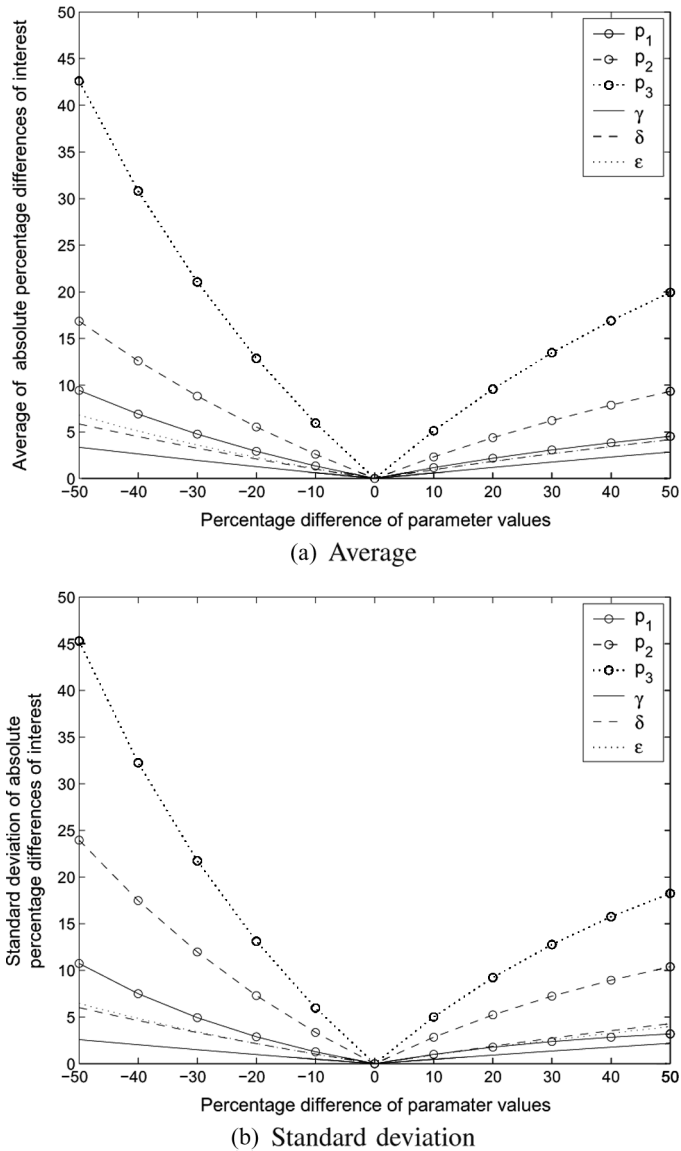 50
45
40
35
30
25
20
15
10
5
0
Average of absolute percentage differences of interest
p1
p2
p3
γ
δ
ε
−50 −40 −30 −20 −10 0 10 20 30 40 50
Percentage difference of parameter values
(a) Average
50
45
40
35
30
25
20
15
10
5
0
Standard deviation of absolute
percentage differences of interest
p1
p2
p3
γ
δ
ε
−50 −40 −30 −20 −10 0 10 20 30 40 50
Percentage difference of paramater values
(b) Standard deviation